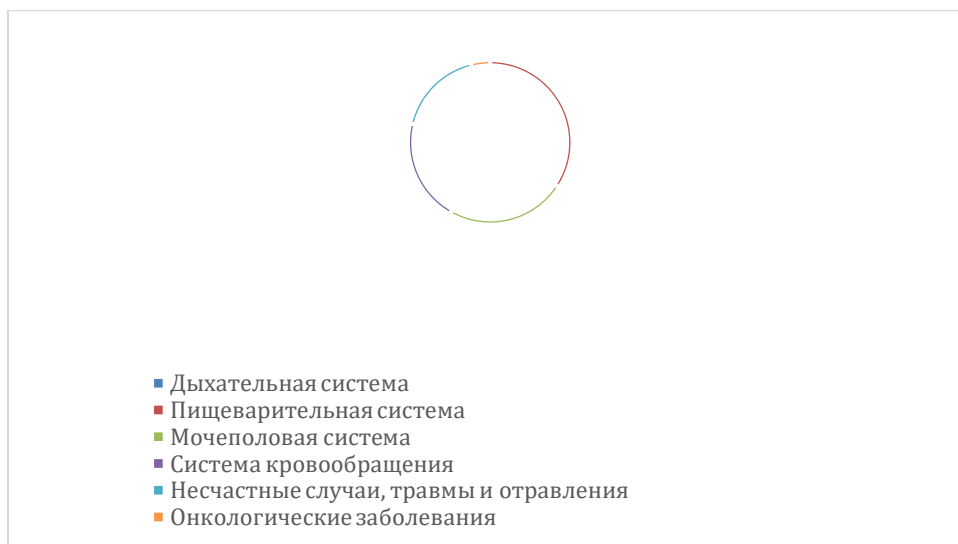 Дыхательная система
Пищеварительная система
Мочеполовая система
Система кровообращения
Несчастные случаи, травмы и отравления
Онкологические заболевания